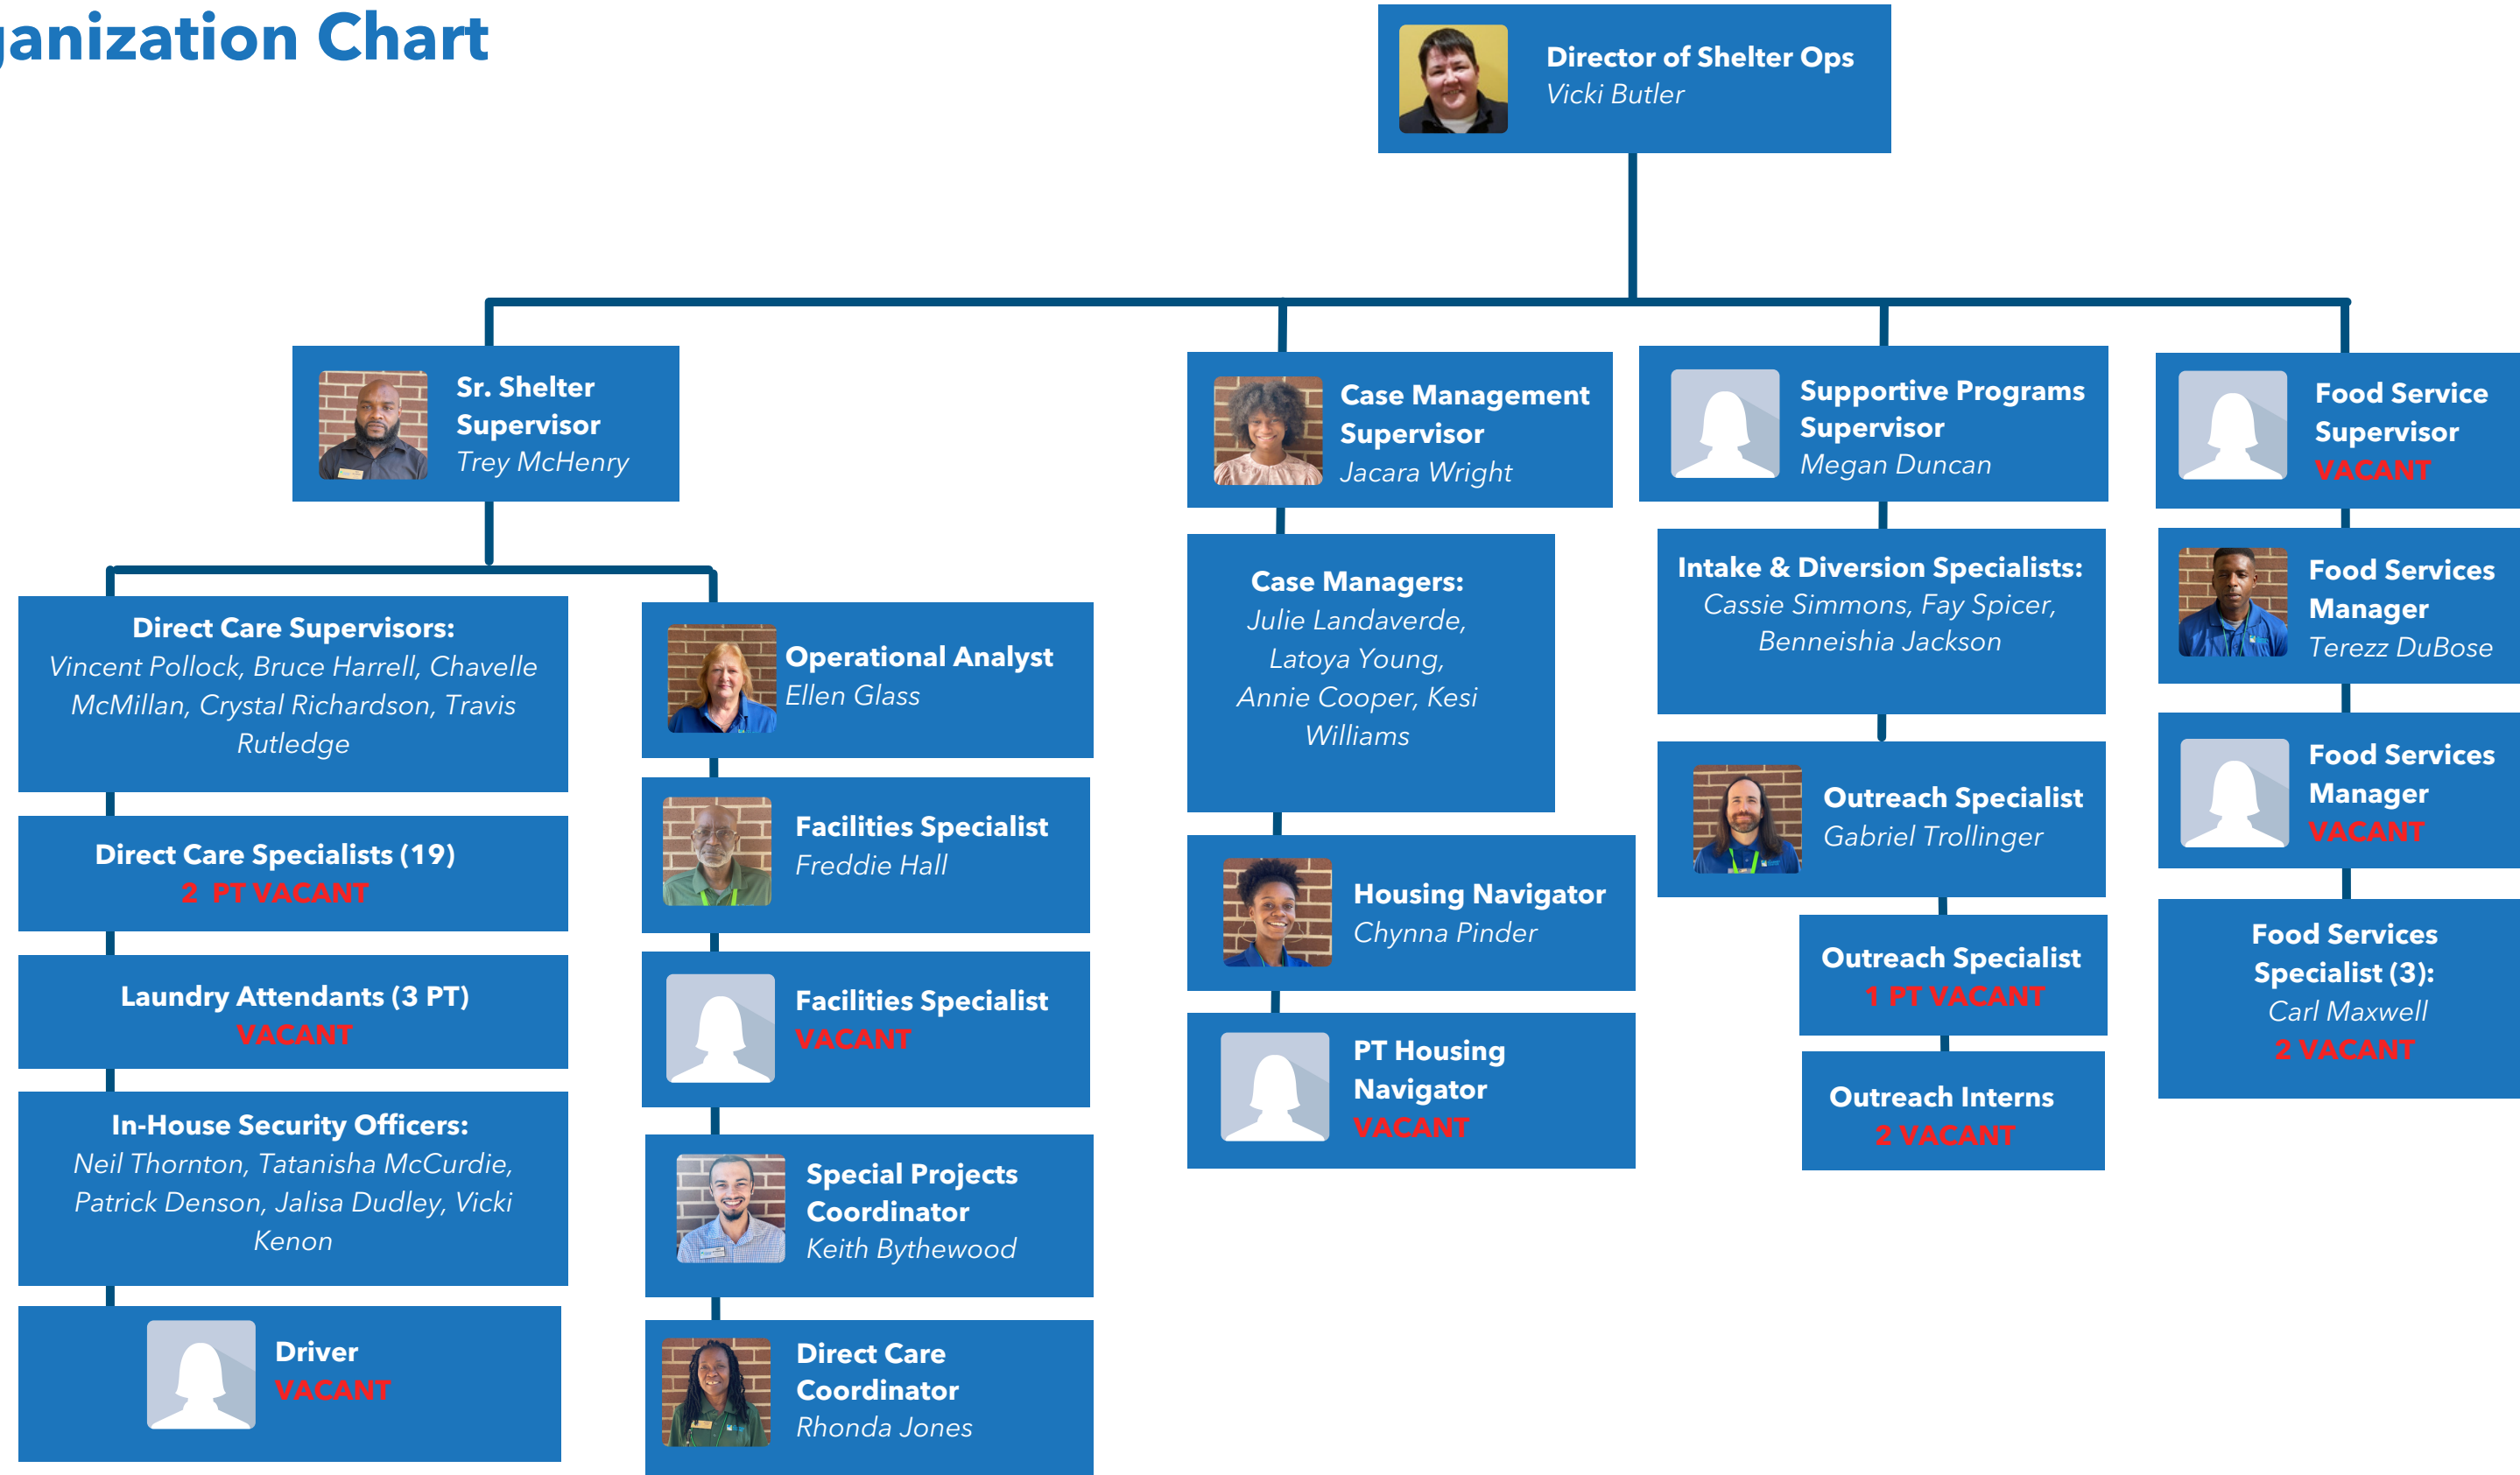 ganization Chart
Director of Shelter Ops
Vicki Butler
Sr. Shelter
Supervisor
Trey McHenry
Case Management
Supervisor
Jacara Wright
Supportive Programs
Supervisor
Megan Duncan
Food Service
Supervisor
VACANT
Direct Care Supervisors:
Vincent Pollock, Bruce Harrell, Chavelle
McMillan, Crystal Richardson, Travis
Rutledge
Direct Care Specialists (19)
2 PT VACANT
Laundry Attendants (3 PT)
VACANT
In-House Security Officers:
Neil Thornton, Tatanisha McCurdie,
Patrick Denson, Jalisa Dudley, Vicki
Kenon
Driver
VACANT
Operational Analyst
Ellen Glass
Facilities Specialist
Freddie Hall
Facilities Specialist
VACANT
Special Projects
Coordinator
Keith Bythewood
Direct Care
Coordinator
Rhonda Jones
Case Managers:
Julie Landaverde,
Latoya Young,
Annie Cooper, Kesi
Williams
Housing Navigator
Chynna Pinder
PT Housing
Navigator
VACANT
Intake & Diversion Specialists:
Cassie Simmons, Fay Spicer,
Benneishia Jackson
Outreach Specialist
Gabriel Trollinger
Outreach Specialist
1 PT VACANT
Outreach Interns
2 VACANT
Food Services
Manager
Terezz DuBose
Food Services
Manager
VACANT
Food Services
Specialist (3):
Carl Maxwell
2 VACANT